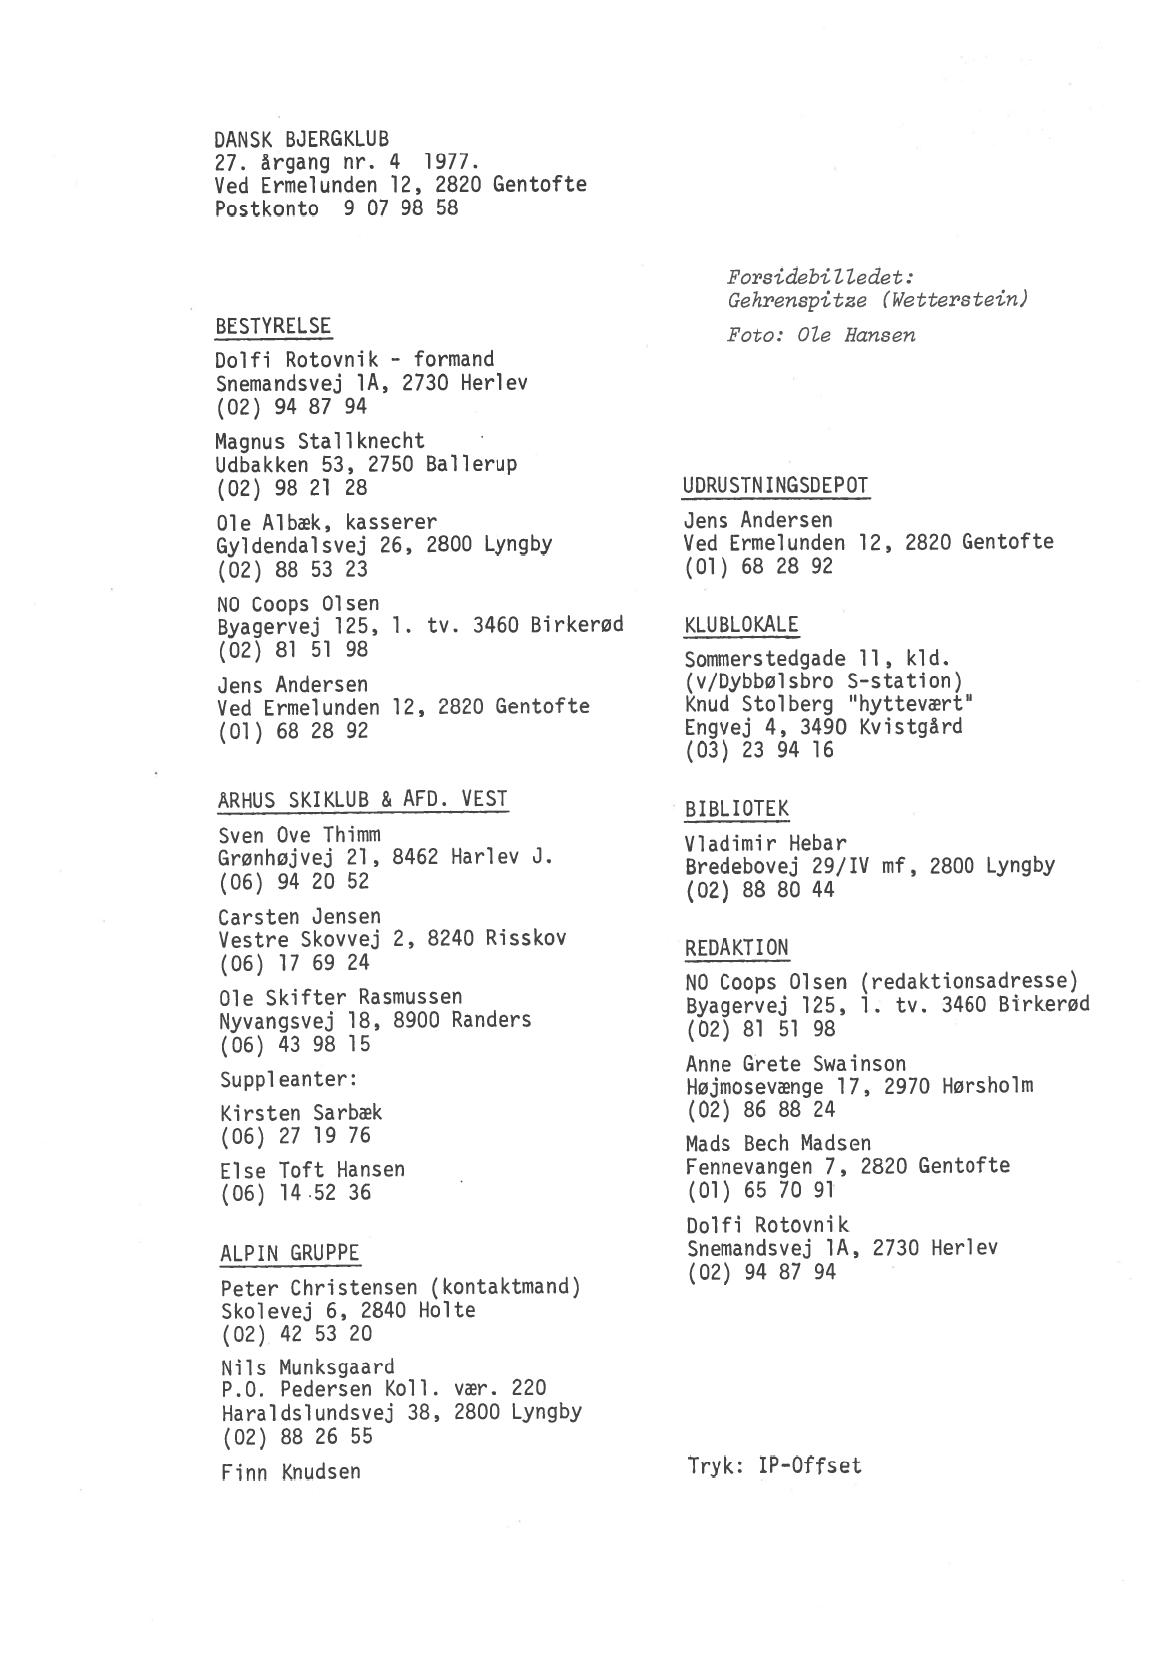 DANSK BJERGKLUB
27. årgang nr. 4 1977.
Ved Ermelunden 12, 2820 Gentofte
Postkonto 9 07 98 58
Forsidebilledet:
Gehrenspitze (Wetterstein)
Foto: Ole Hansen
BESTYRELSE
Dolfi Rotovnik - formand
Snemandsvej 1A, 2730 Herlev
(02) 94 87 94
Magnus Stallknecht
Udbakken 53, 2750 Ballerup
(02) 98 21 28
Ole Albæk, kasserer
Gyldendalsvej 26, 2800 Lyngby
(02) 88 53 23
NO Coops Olsen
Byagervej 125, 1. tv. 3460 Birkerød
(02) 81 51 98
Jens Andersen
Ved Ermelunden 12, 2820 Gentofte
(01) 68 28 92
ÅRHUS SKIKLUB & AFD. VEST
Sven Ove Thimm
Grønhøjvej 21, 8462 Harlev J.
(06) 94 20 52
Carsten Jensen
Vestre Skovvej 2, 8240 Risskov
(06) 17 69 24
Ole Skifter Rasmussen
Nyvangsvej 18, 8900 Randers
(06) 43 98 15
Suppleanter:
Kirsten Sarbæk
(06) 27 19 76
Else Toft Hansen
(06) 14 52 36
ALPIN GRUPPE
Peter Christensen (kontaktmand)
Skolevej 6, 2840 Holte
(02) 42 53 20
Nils Munksgaard
P.O. Pedersen Koll. vær. 220
Haraldslundsvej 38, 2800 Lyngby
(02) 88 26 55
Finn Knudsen
UDRUSTNINGSDEPOT
Jens Andersen
Ved Ermelunden 12, 2820 Gentofte
(01) 68 28 92
KLUBLOKALE
Sommerstedgade 11, kld.
(v/Dybbølsbro S-station)
Knud Stolberg "hyttevært"
Engvej 4, 3490 Kvistgård
(03) 23 94 16
BIBLIOTEK
Vladimir Hebar
Bredebovej 29/IV mf, 2800 Lyngby
(02) 88 80 44
REDAKTION
NO Coops Olsen (redaktionsadresse)
Byagervej 125, 1. tv. 3460 Birkerød
(02) 81 51 98
Anne Grete Swainson
Højmosevænge 17, 2970 Hørsholm
(02) 86 88 24
Mads Bech Madsen
Fennevangen 7, 2820 Gentofte
(01) 65 70 91
Dolfi Rotovnik
Snemandsvej 1A, 2730 Herlev
(02) 94 87 94
Tryk: IP-Offset